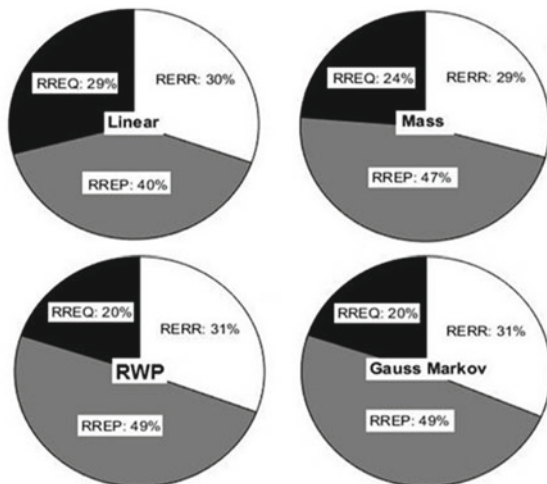 RREQ: 29%
RERR: 30%
Linear
RREP: 40%
RREQ: 24%
RERR: 29%
Mass
RREP: 47%
RREQ: 20%
RERR: 31%
RWP
RREP: 49%
RREQ: 20%
RERR: 31%
Gauss Markov
RREP: 49%